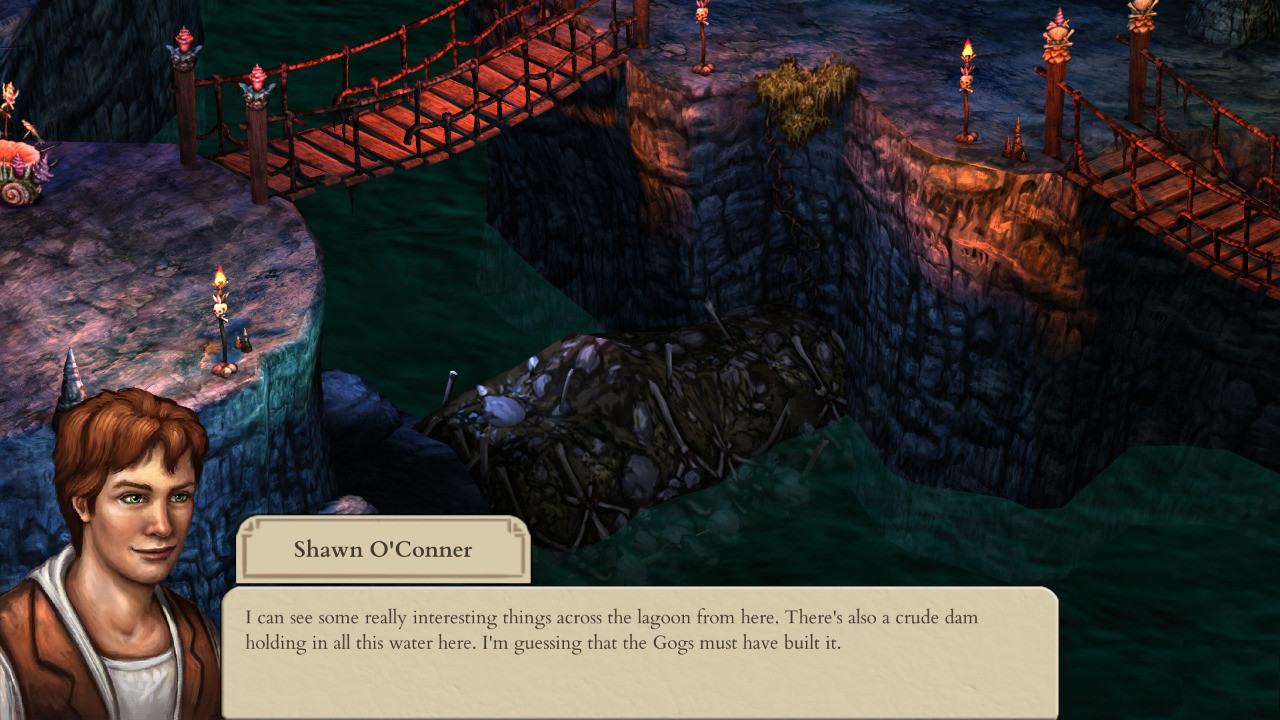 Shawn O'Conner
I can see some really interesting things across the lagoon from here. There's also a crude dam
holding in all this water here. I'm guessing that the Gogs must have built it.